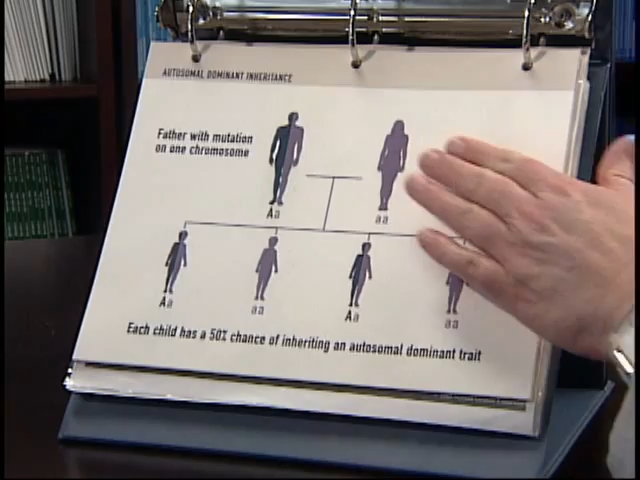 AUTOSOMAL DOMINANT INHERITANCE
Father with mutation
on one chromosome
Aa
aa
Aa
aa
Aa
aa
Each child has a 50% chance of inheriting an autosomal dominant trait